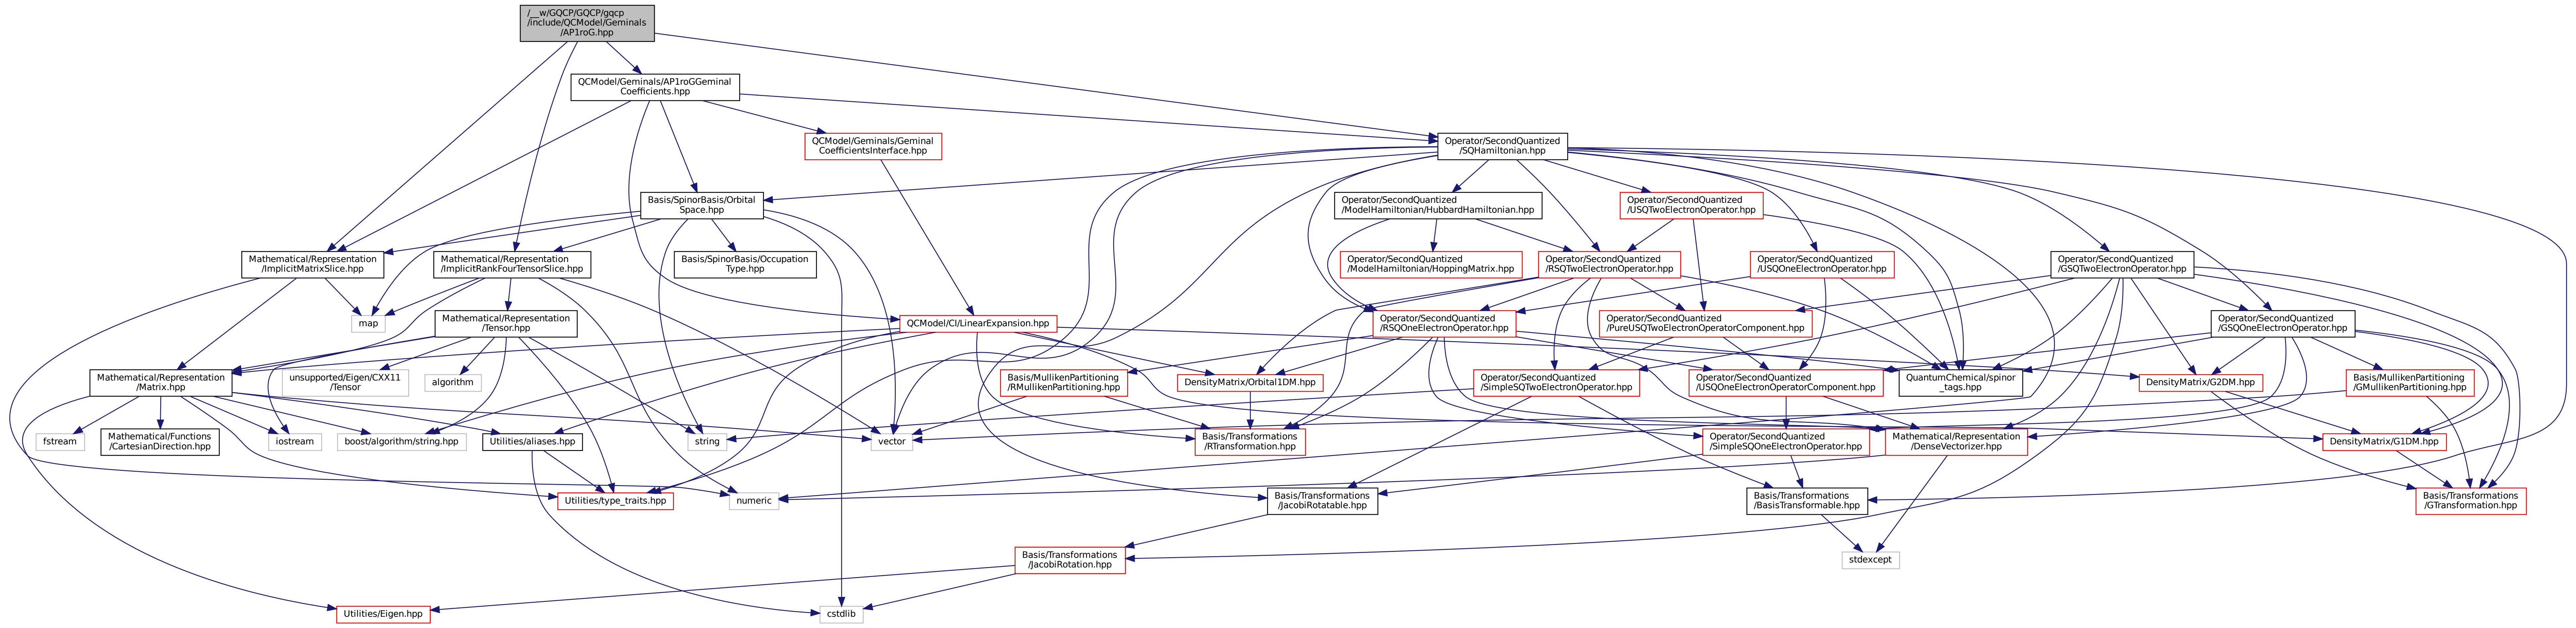 /__w/GQCP/GQCP/gqcp
/include/QCModel/Geminals
/AP1roG.hpp
QCModel/Geminals/AP1roGGeminal
Coefficients.hpp
QCModel/Geminals/Geminal
CoefficientsInterface.hpp
Operator/SecondQuantized
/SQHamiltonian.hpp
Basis/SpinorBasis/Orbital
Space.hpp
Operator/SecondQuantized
/ModelHamiltonian/HubbardHamiltonian.hpp
Operator/SecondQuantized
/USQTwoElectronOperator.hpp
Mathematical/Representation
/ImplicitMatrixSlice.hpp
Mathematical/Representation
/ImplicitRankFourTensorSlice.hpp
Basis/SpinorBasis/Occupation
Type.hpp
Operator/SecondQuantized
/ModelHamiltonian/HoppingMatrix.hpp
Operator/SecondQuantized
/RSQTwoElectronOperator.hpp
Operator/SecondQuantized
/USQOneElectronOperator.hpp
Operator/SecondQuantized
/GSQTwoElectronOperator.hpp
map
Mathematical/Representation
/Tensor.hpp
QCModel/CI/LinearExpansion.hpp
Operator/SecondQuantized
/RSQOneElectronOperator.hpp
Operator/SecondQuantized
/PureUSQTwoElectronOperatorComponent.hpp
Operator/SecondQuantized
/GSQOneElectronOperator.hpp
Mathematical/Representation
/Matrix.hpp
unsupported/Eigen/CXX11
/Tensor
algorithm
Basis/MullikenPartitioning
/RMullikenPartitioning.hpp
DensityMatrix/Orbital1DM.hpp
Operator/SecondQuantized
/SimpleSQTwoElectronOperator.hpp
Operator/SecondQuantized
/USQOneElectronOperatorComponent.hpp
QuantumChemical/spinor
_tags.hpp
DensityMatrix/G2DM.hpp
Basis/MullikenPartitioning
/GMullikenPartitioning.hpp
fstream
Mathematical/Functions
/CartesianDirection.hpp
iostream
boost/algorithm/string.hpp
Utilities/aliases.hpp
string
vector
Basis/Transformations
/RTransformation.hpp
Operator/SecondQuantized
/SimpleSQOneElectronOperator.hpp
Mathematical/Representation
/DenseVectorizer.hpp
DensityMatrix/G1DM.hpp
Utilities/type_traits.hpp
numeric
Basis/Transformations
/JacobiRotatable.hpp
Basis/Transformations
/BasisTransformable.hpp
Basis/Transformations
/GTransformation.hpp
Basis/Transformations
/JacobiRotation.hpp
stdexcept
Utilities/Eigen.hpp
cstdlib